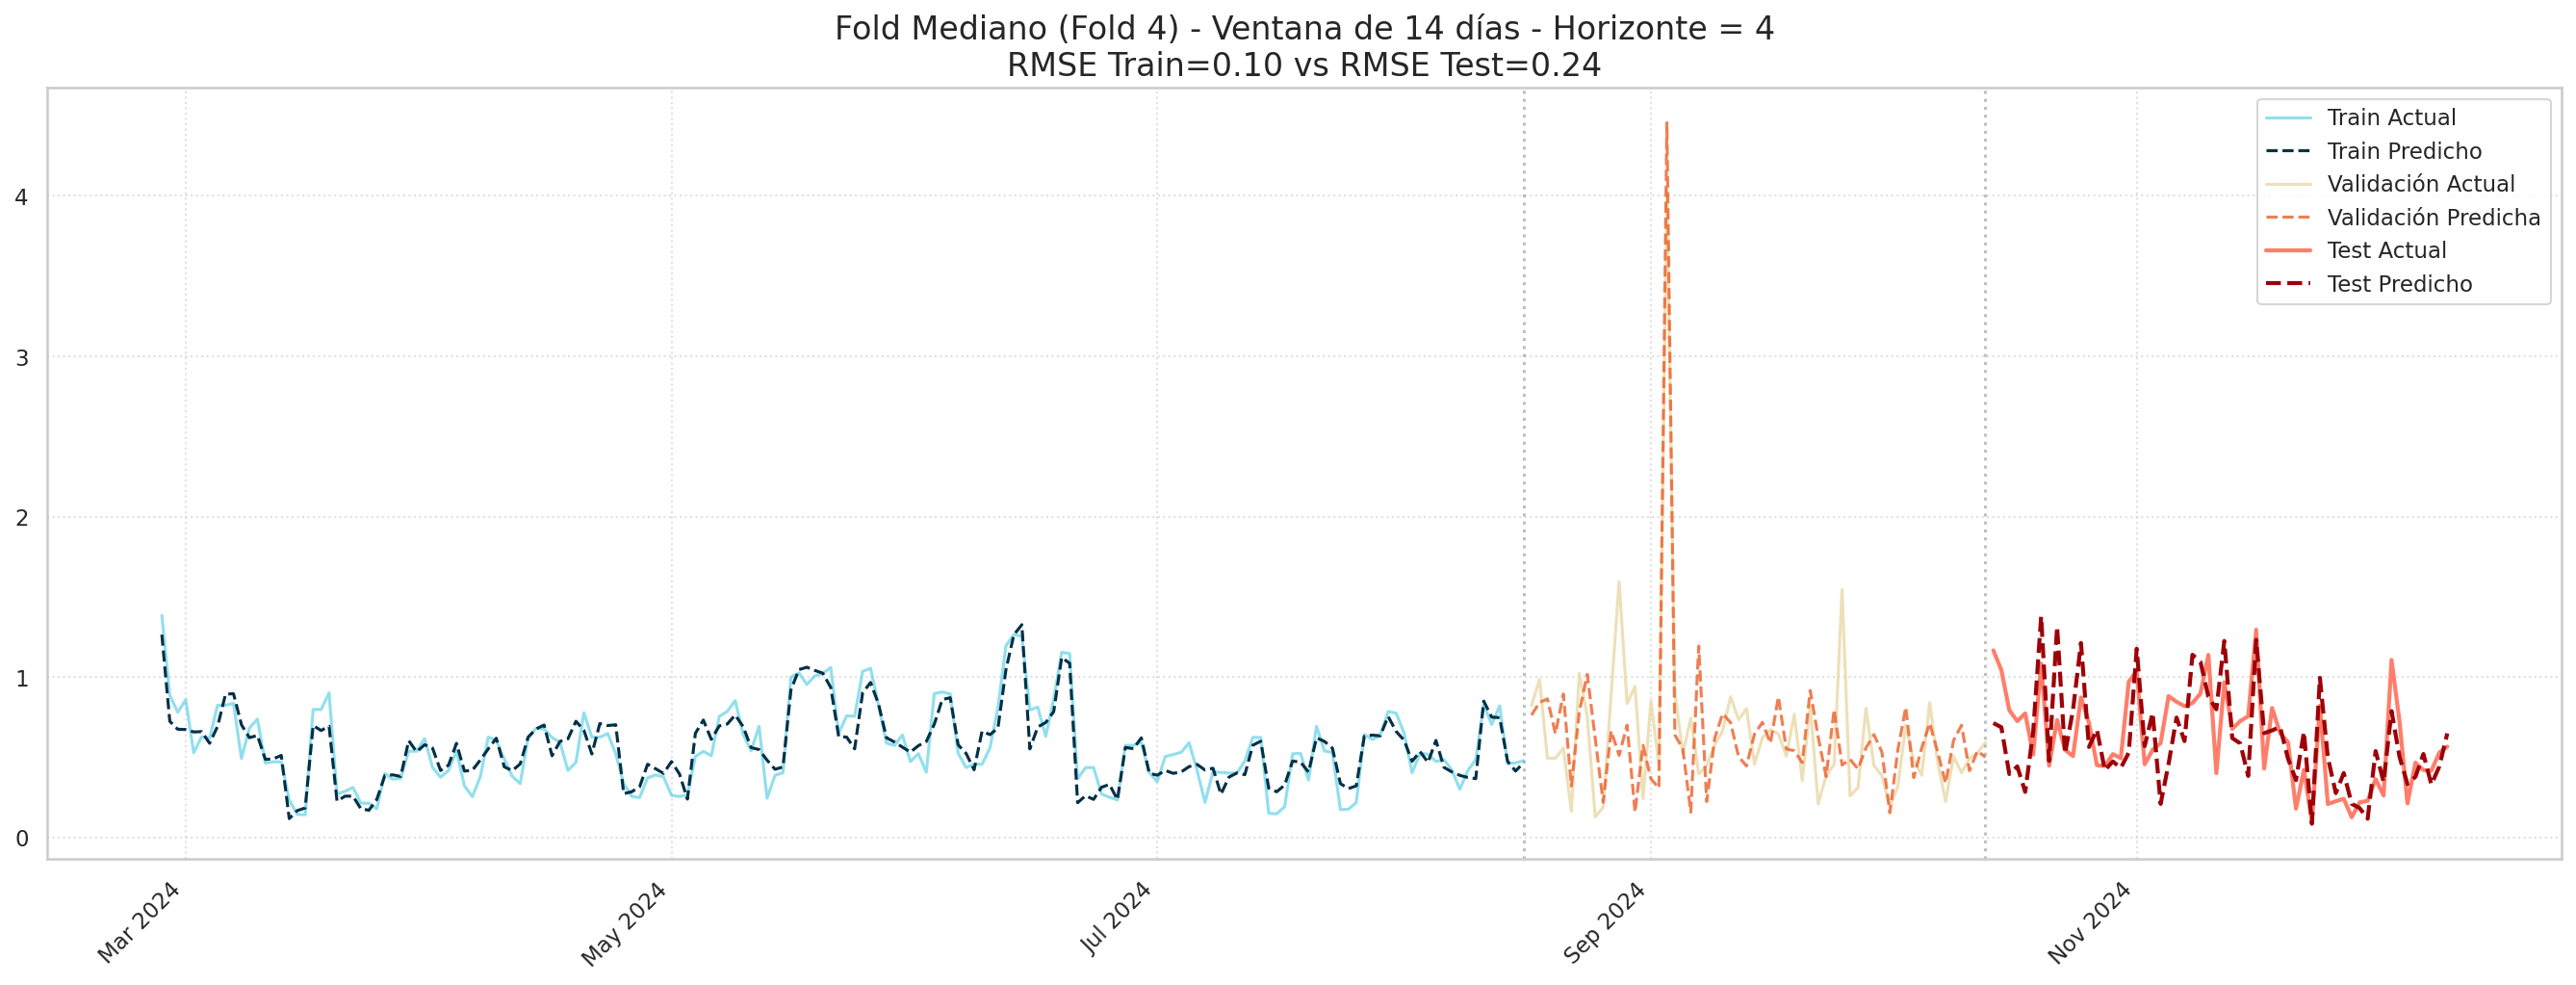 Fold Mediano (Fold 4) - Ventana de 14 días - Horizonte = 4
RMSE Train=0.10 vs RMSE Test=0.24
Train Actual
Train Predicho
Validación Actual
Validación Predicha
Test Actual
Test Predicho
4
3
2
1
0
Mar 2024
May 2024
Jul 2024
Sep 2024
Nov 2024